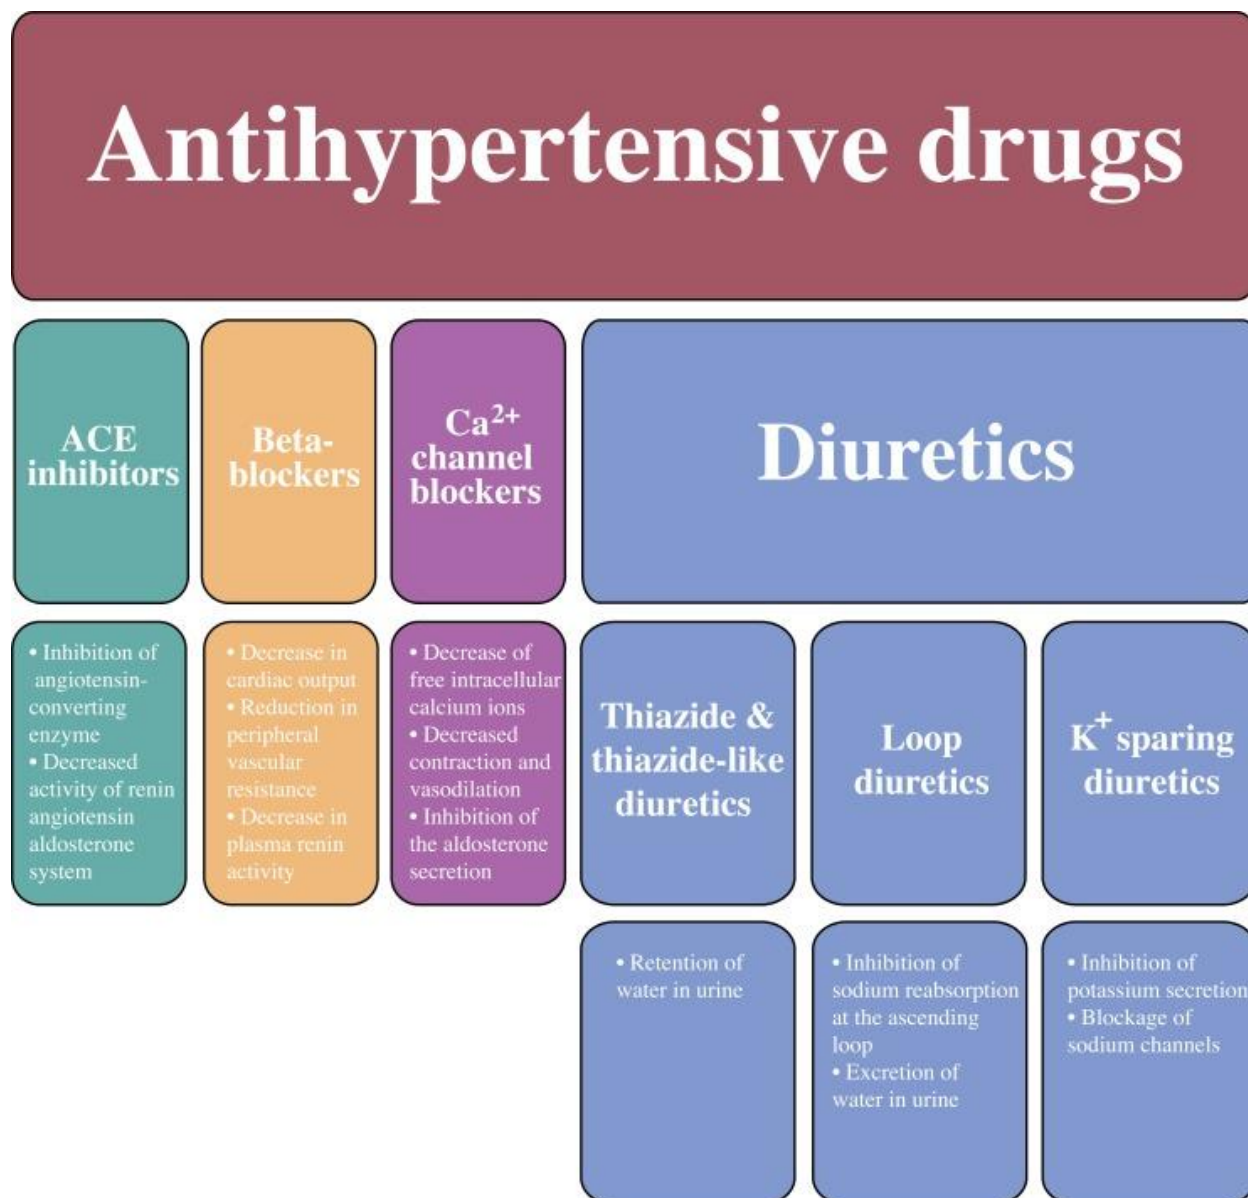 Antihypertensive drugs
ACE
inhibitors
Beta-
blockers
Ca²⁺
channel
blockers
Diuretics
• Inhibition of
angiotensin-
converting
enzyme
• Decreased
activity of renin
angiotensin
aldosterone
system
• Decrease in
cardiac output
• Reduction in
peripheral
vascular
resistance
• Decrease in
plasma renin
activity
• Decrease of
free intracellular
calcium ions
• Decreased
contraction and
vasodilation
• Inhibition of
the aldosterone
secretion
Thiazide &
thiazide-like
diuretics
Loop
diuretics
K⁺ sparing
diuretics
• Retention of
water in urine
• Inhibition of
sodium reabsorption
at the ascending
loop
• Excretion of
water in urine
• Inhibition of
potassium secretion
• Blockage of
sodium channels